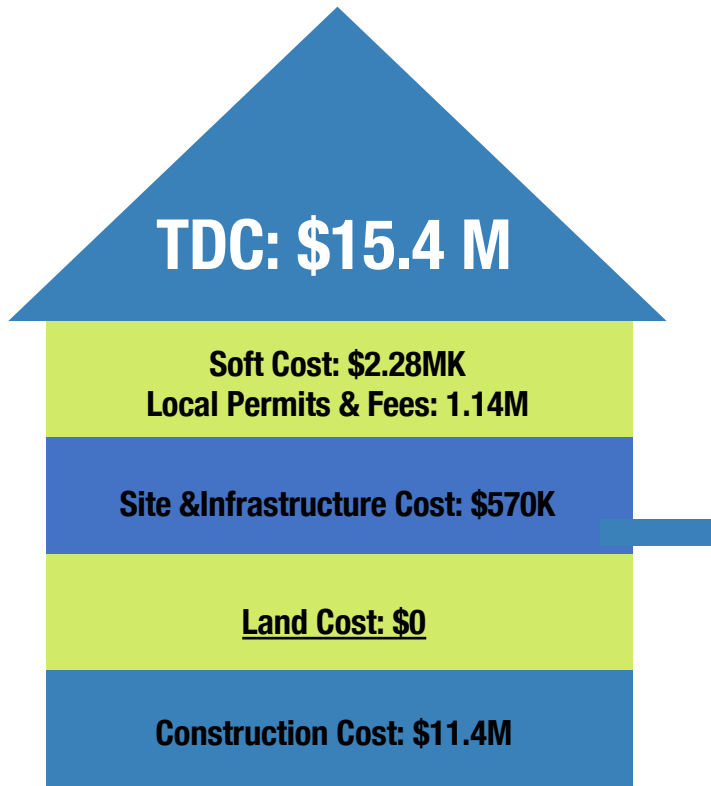 TDC: $15.4 M
Soft Cost: $2.28MK
Local Permits & Fees: 1.14M
Site &Infrastructure Cost: $570K
Land Cost: $0
Construction Cost: $11.4M